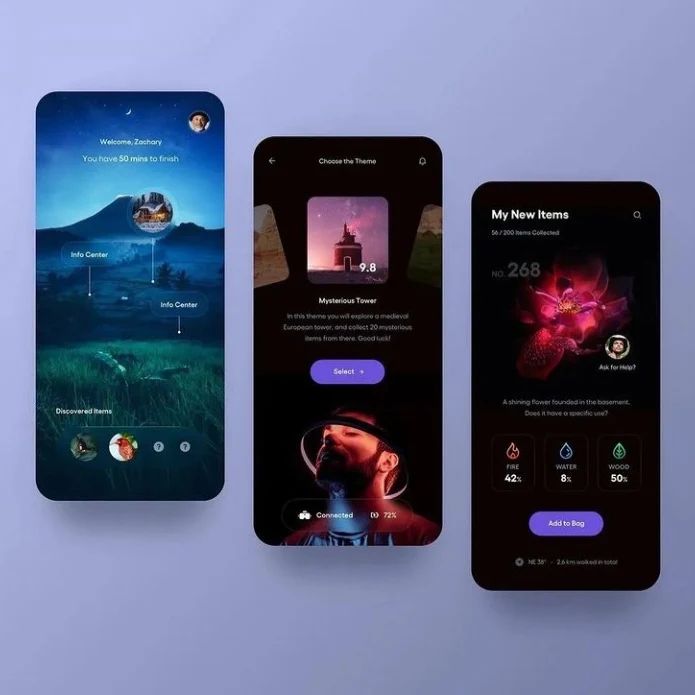 Welcome, Zachary
You have 50 mins to finish
Info Center
Info Center
Discovered Items
?
?
Choose the Theme
9.8
Mysterious Tower
In this theme you will explore a medieval
European tower, and collect 20 mysterious
items from there. Good luck!
Select →
Connected
72%
My New Items
56 / 200 Items Collected
NO. 268
Ask for Help?
A shining flower founded in the basement.
Does it have a specific use?
FIRE
42%
WATER
8%
WOOD
50%
Add to Bag
NE 38° - 2.6 km walked in total